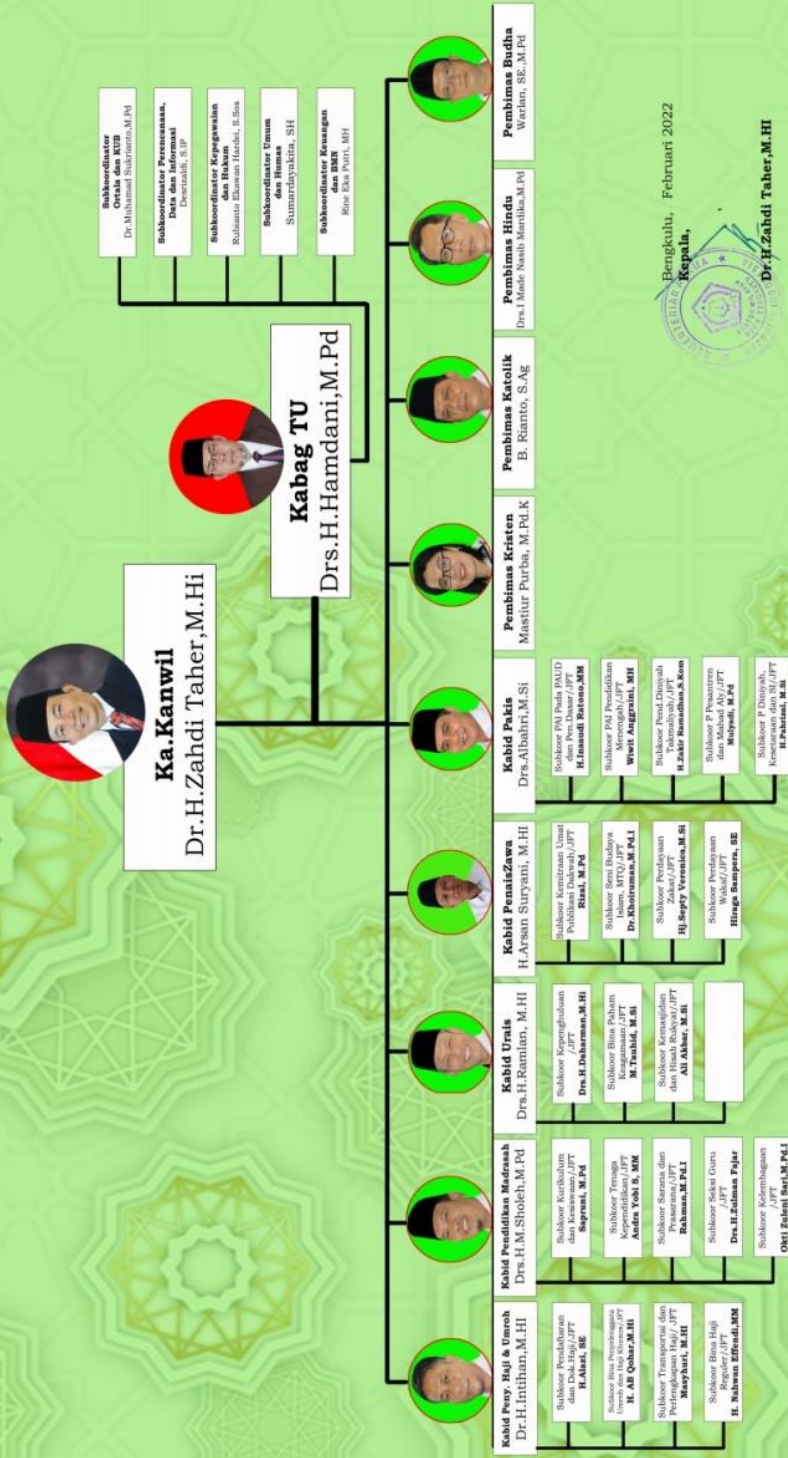 Ka.Kanwil
Dr.H.Zahdi Taher,M.Hi
Kabag TU
Drs.H.Hamdani,M.Pd
Subkoordinator
Ortala dan KUB
Dr.Muhamad Sukrianto,M.Pd
Subkoordinator Perencanaan,
Data dan Informasi
Desrizaldi, S.IP
Subkoordinator Kepegawaian
dan Hukum
Rubianto Ekawan Hardei, S.Sos
Subkoordinator Umum
dan Humas
Sumardayakita, SH
Subkoordinator Keuangan
dan BMN
Rine Eka Putri, MH
Kabid Peny, Haji & Umroh
Dr.H.Intihan,M.HI
Subkoor Pendaftaran
dan Dok.Haji/JFT
H.Alazi, SE
Subkoor Bina Penyelenggara
Umroh dan Haji Khusus/JFT
H. AB Qohar,M.Hi
Subkoor Transportai dan
Perlengkapan Haji/ JFT
Masyhuri, M.HI
Subkoor Bina Haji
Reguler/JFT
H. Nahwan Effendi,MM
Kabid Pendidikan Madrasah
Drs.H.M.Sholeh,M.Pd
Subkoor Kurikulum
dan Kesiswaan/JFT
Sapruni, M.Pd
Subkoor Tenaga
Kependidikan/JFT
Andra Yobi S, MM
Subkoor Sarana dan
Prasarana/JFT
Rahman,M.Pd.I
Subkoor Seksi Guru
/JFT
Drs.H.Zulman Fajar
Subkoor Kelembagaan
/JFT
Okti Zuleni Sari,M.Pd.I
Kabid Urais
Drs.H.Ramlan, M.HI
Subkoor Kepenghuluan
/JFT
Drs.H.Daharman,M.Hi
Subkoor Bina Paham
Keagamaan/JFT
M.Tauhid, M.Si
Subkoor Kemasjidan
dan Hisab Rukyat/JFT
Ali Akbar, M.Si
Kabid PenaisZawa
H.Arsan Suryani, M.HI
Subkoor Kemitraan Umat
Publikasi Dakwah/JFT
Rizal, M.Pd
Subkoor Seni Budaya
Islam, MTQ/JFT
Dr.Khoiruman,M.Pd.I
Subkoor Perdayaan
Zakat/JFT
Hj.Septy Veronica,M.Si
Subkoor Perdayaan
Wakaf/JFT
Hiraga Sampera, SE
Kabid Pakis
Drs.Albahri,M.Si
Subkoor PAI Pada PAUD
dan Pen.Dasar/JFT
H.Insaudi Ratono,MM
Subkoor PAI Pendidikan
Menengah/JFT
Wiwit Anggraini, MH
Subkoor Pend.Diniyah
Takmaliyah/JFT
H.Zakir Ramadhan,S.Kom
Subkoor P Pesantren
dan Mahad Aly/JFT
Mulyadi, M.Pd
Subkoor P Diniyah,
Kesetaraan dan SI/JFT
H.Pahrizal, M.Si
Pembimas Kristen
Mastiur Purba, M.Pd.K
Pembimas Katolik
B. Rianto, S.Ag
Pembimas Hindu
Drs.I Made Nasib Mardika,M.Pd
Pembimas Budha
Warlan, SE.,M.Pd
Bengkulu, Februari 2022
Kepala,
Dr.H.Zahdi Taher,M.HI